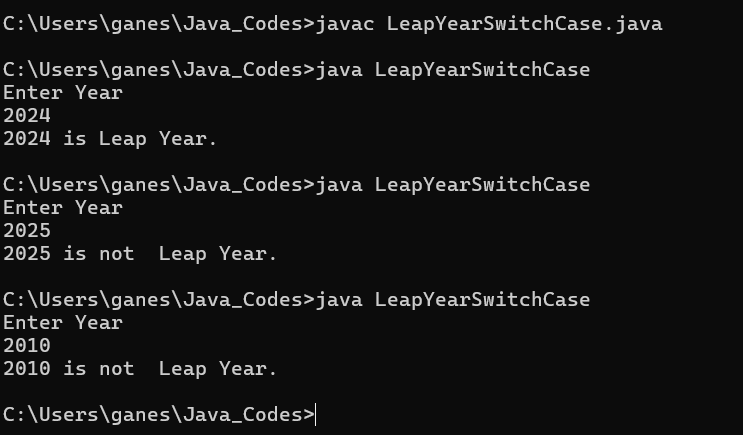 C:\Users\ganes\Java_Codes>javac LeapYearSwitchCase.java
C:\Users\ganes\Java_Codes>java LeapYearSwitchCase
Enter Year
2024
2024 is Leap Year.
C:\Users\ganes\Java_Codes>java LeapYearSwitchCase
Enter Year
2025
2025 is not  Leap Year.
C:\Users\ganes\Java_Codes>java LeapYearSwitchCase
Enter Year
2010
2010 is not  Leap Year.
C:\Users\ganes\Java_Codes>